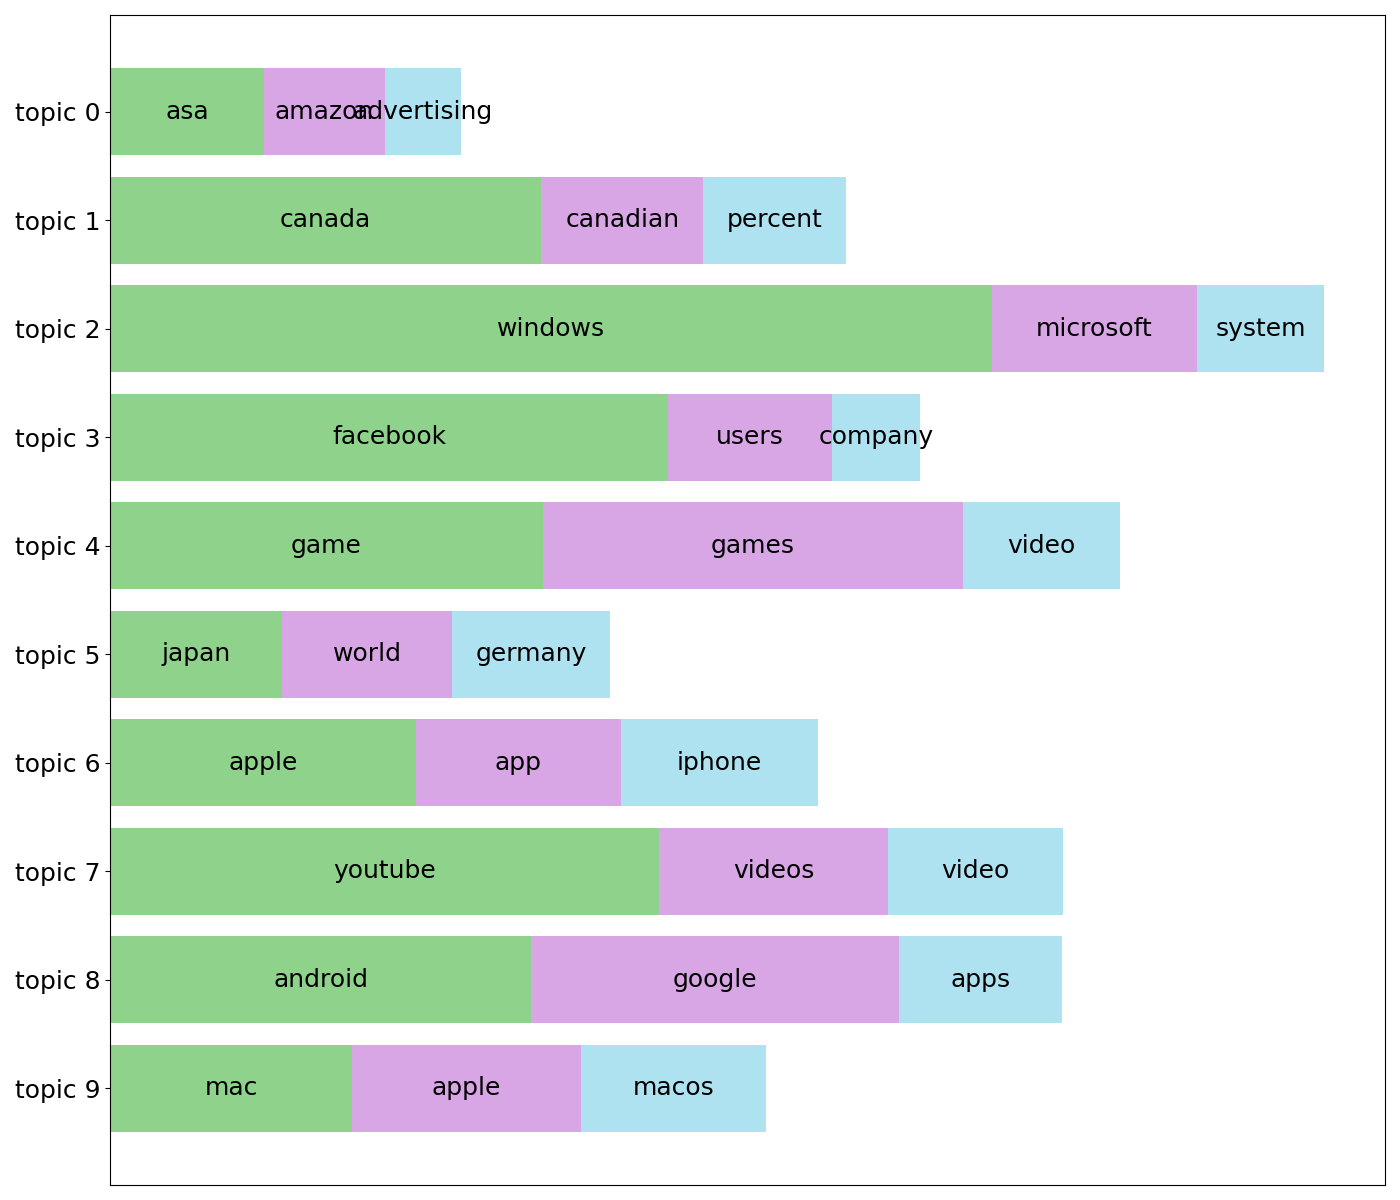 topic 0 asa amazon advertising
topic 1 canada canadian percent
topic 2 windows microsoft system
topic 3 facebook users company
topic 4 game games video
topic 5 japan world germany
topic 6 apple app iphone
topic 7 youtube videos video
topic 8 android google apps
topic 9 mac apple macos